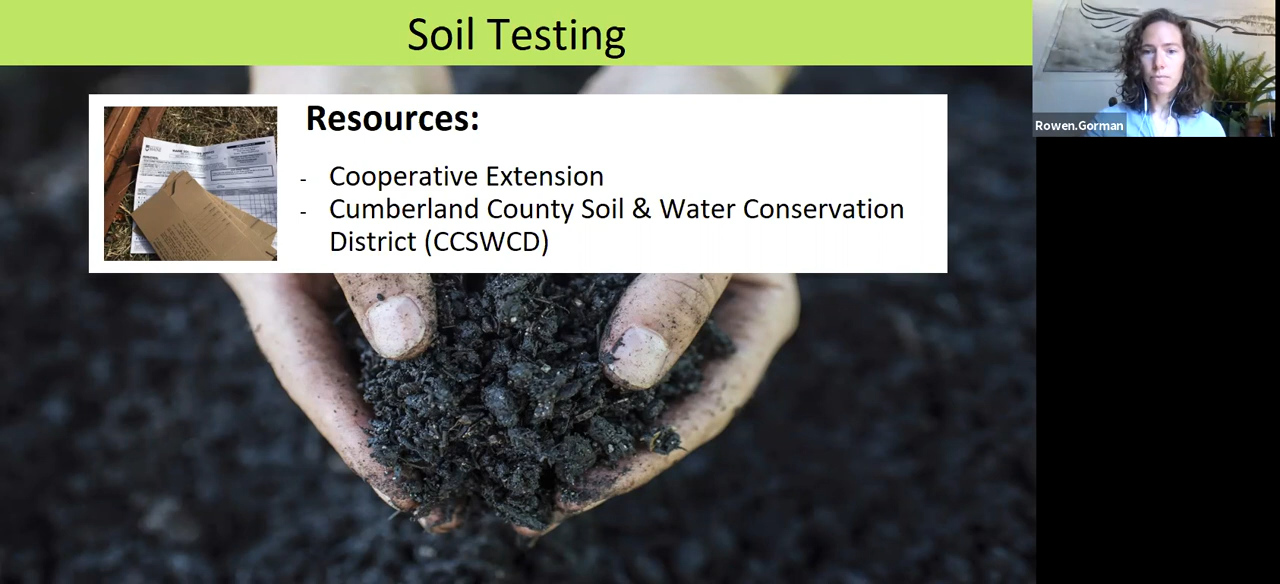 Soil Testing
Resources:
- Cooperative Extension
- Cumberland County Soil & Water Conservation
District (CCSWCD)
Rowen.Gorman